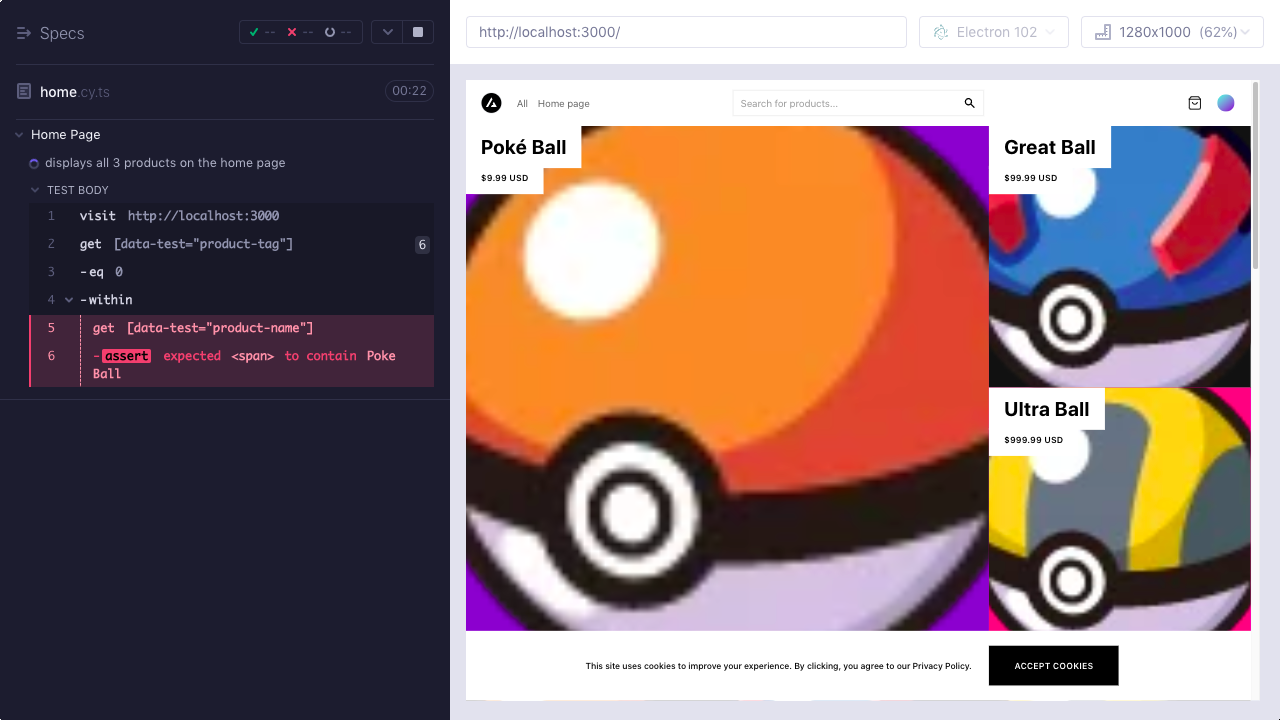 Specs
-- -- --
home.cy.ts
00:22
Home Page
displays all 3 products on the home page
TEST BODY
1 visit http://localhost:3000
2 get [data-test="product-tag"] 6
3 -eq 0
4 -within
5 get [data-test="product-name"]
6 -assert expected <span> to contain Poke
Ball
http://localhost:3000/
Electron 102
1280x1000 (62%)
All Home page
Search for products...
Poké Ball
$9.99 USD
Great Ball
$99.99 USD
Ultra Ball
$999.99 USD
This site uses cookies to improve your experience. By clicking, you agree to our Privacy Policy.
ACCEPT COOKIES